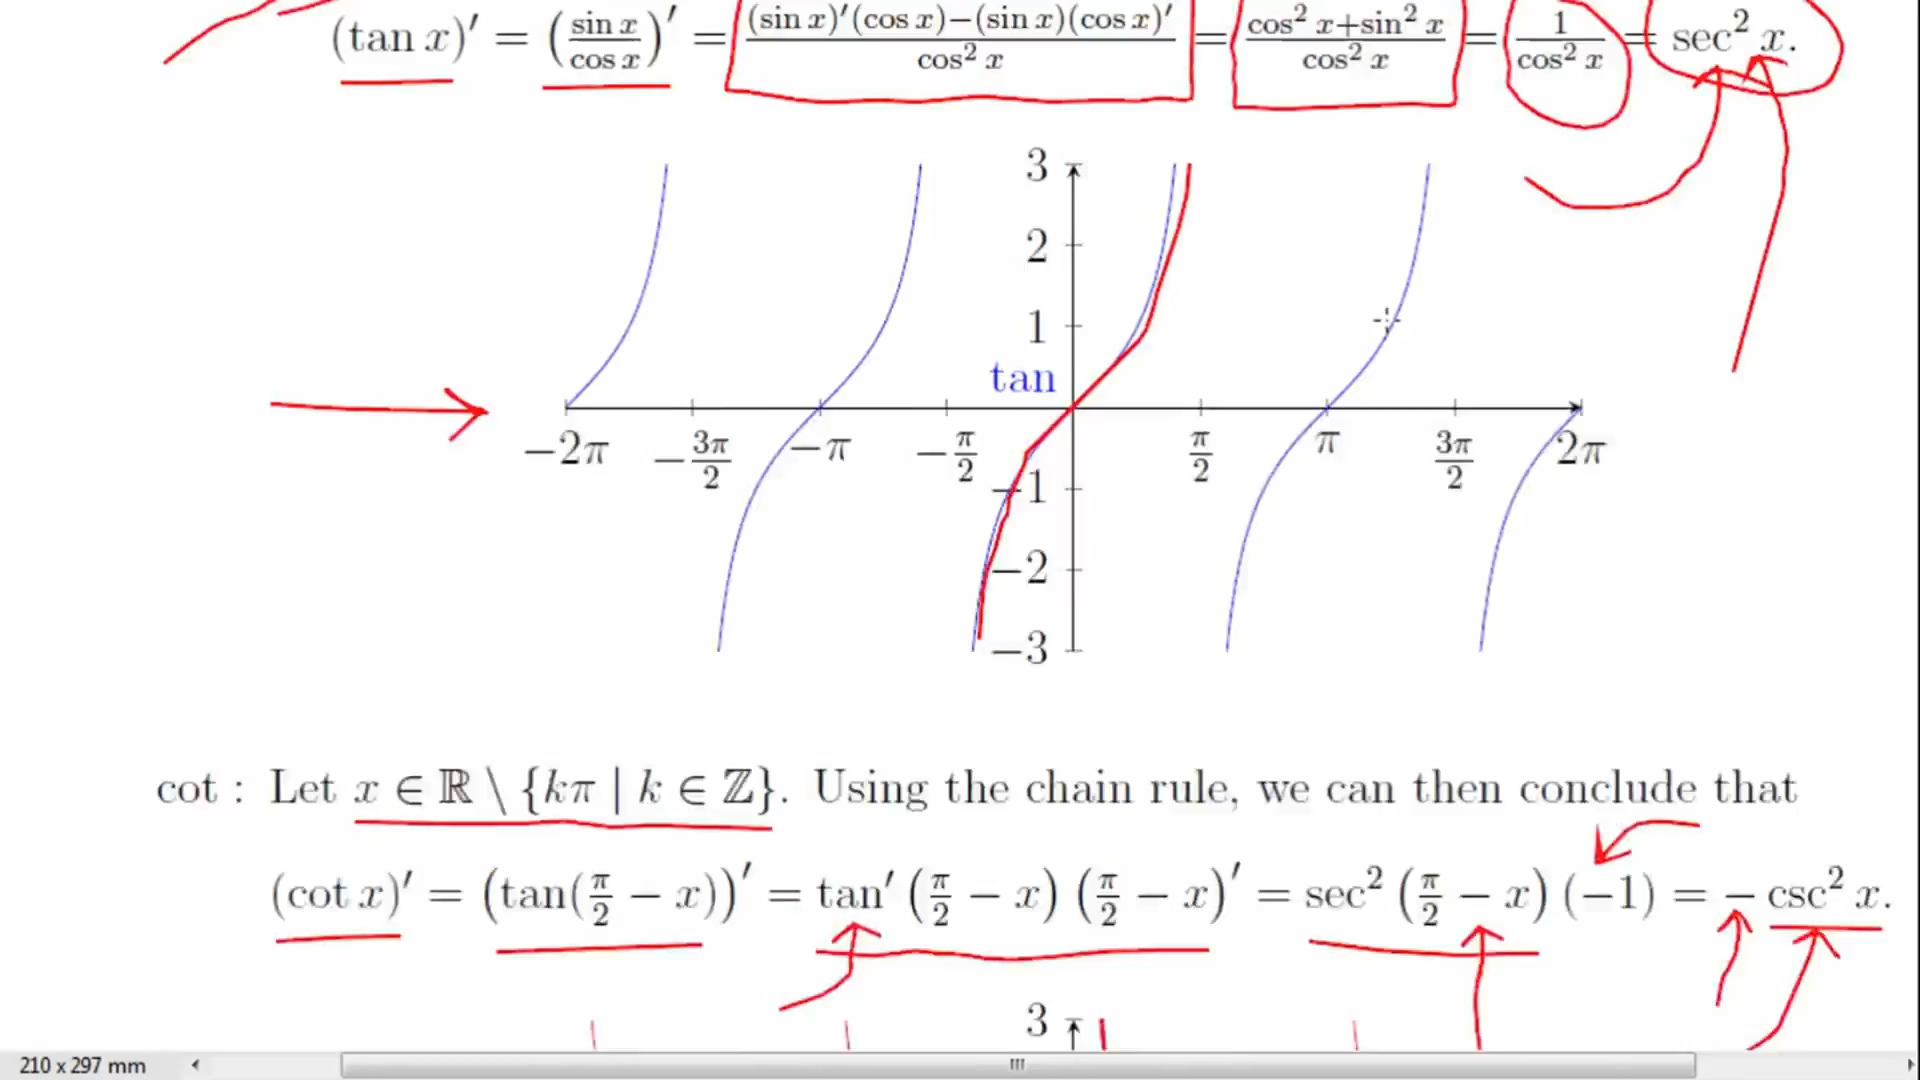 (tan x)′ = (sin x / cos x)′ = ((sin x)′(cos x)−(sin x)(cos x)′) / cos² x = (cos² x+sin² x) / cos² x = 1 / cos² x = sec² x.
3
2
1
tan
−2π −3π/2 −π −π/2 π/2 π 3π/2 2π
−1
−2
−3
cot : Let x ∈ ℝ \ {kπ | k ∈ ℤ}. Using the chain rule, we can then conclude that
(cot x)′ = (tan(π/2 − x))′ = tan′ (π/2 − x) (π/2 − x)′ = sec² (π/2 − x) (−1) = − csc² x.
3
210 x 297 mm